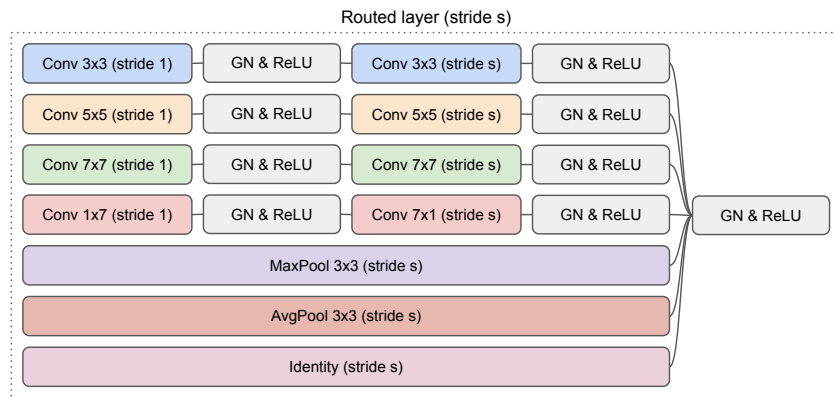 Routed layer (stride s)
Conv 3x3 (stride 1) GN & ReLU Conv 3x3 (stride s) GN & ReLU
Conv 5x5 (stride 1) GN & ReLU Conv 5x5 (stride s) GN & ReLU
Conv 7x7 (stride 1) GN & ReLU Conv 7x7 (stride s) GN & ReLU
Conv 1x7 (stride 1) GN & ReLU Conv 7x1 (stride s) GN & ReLU GN & ReLU
MaxPool 3x3 (stride s)
AvgPool 3x3 (stride s)
Identity (stride s)